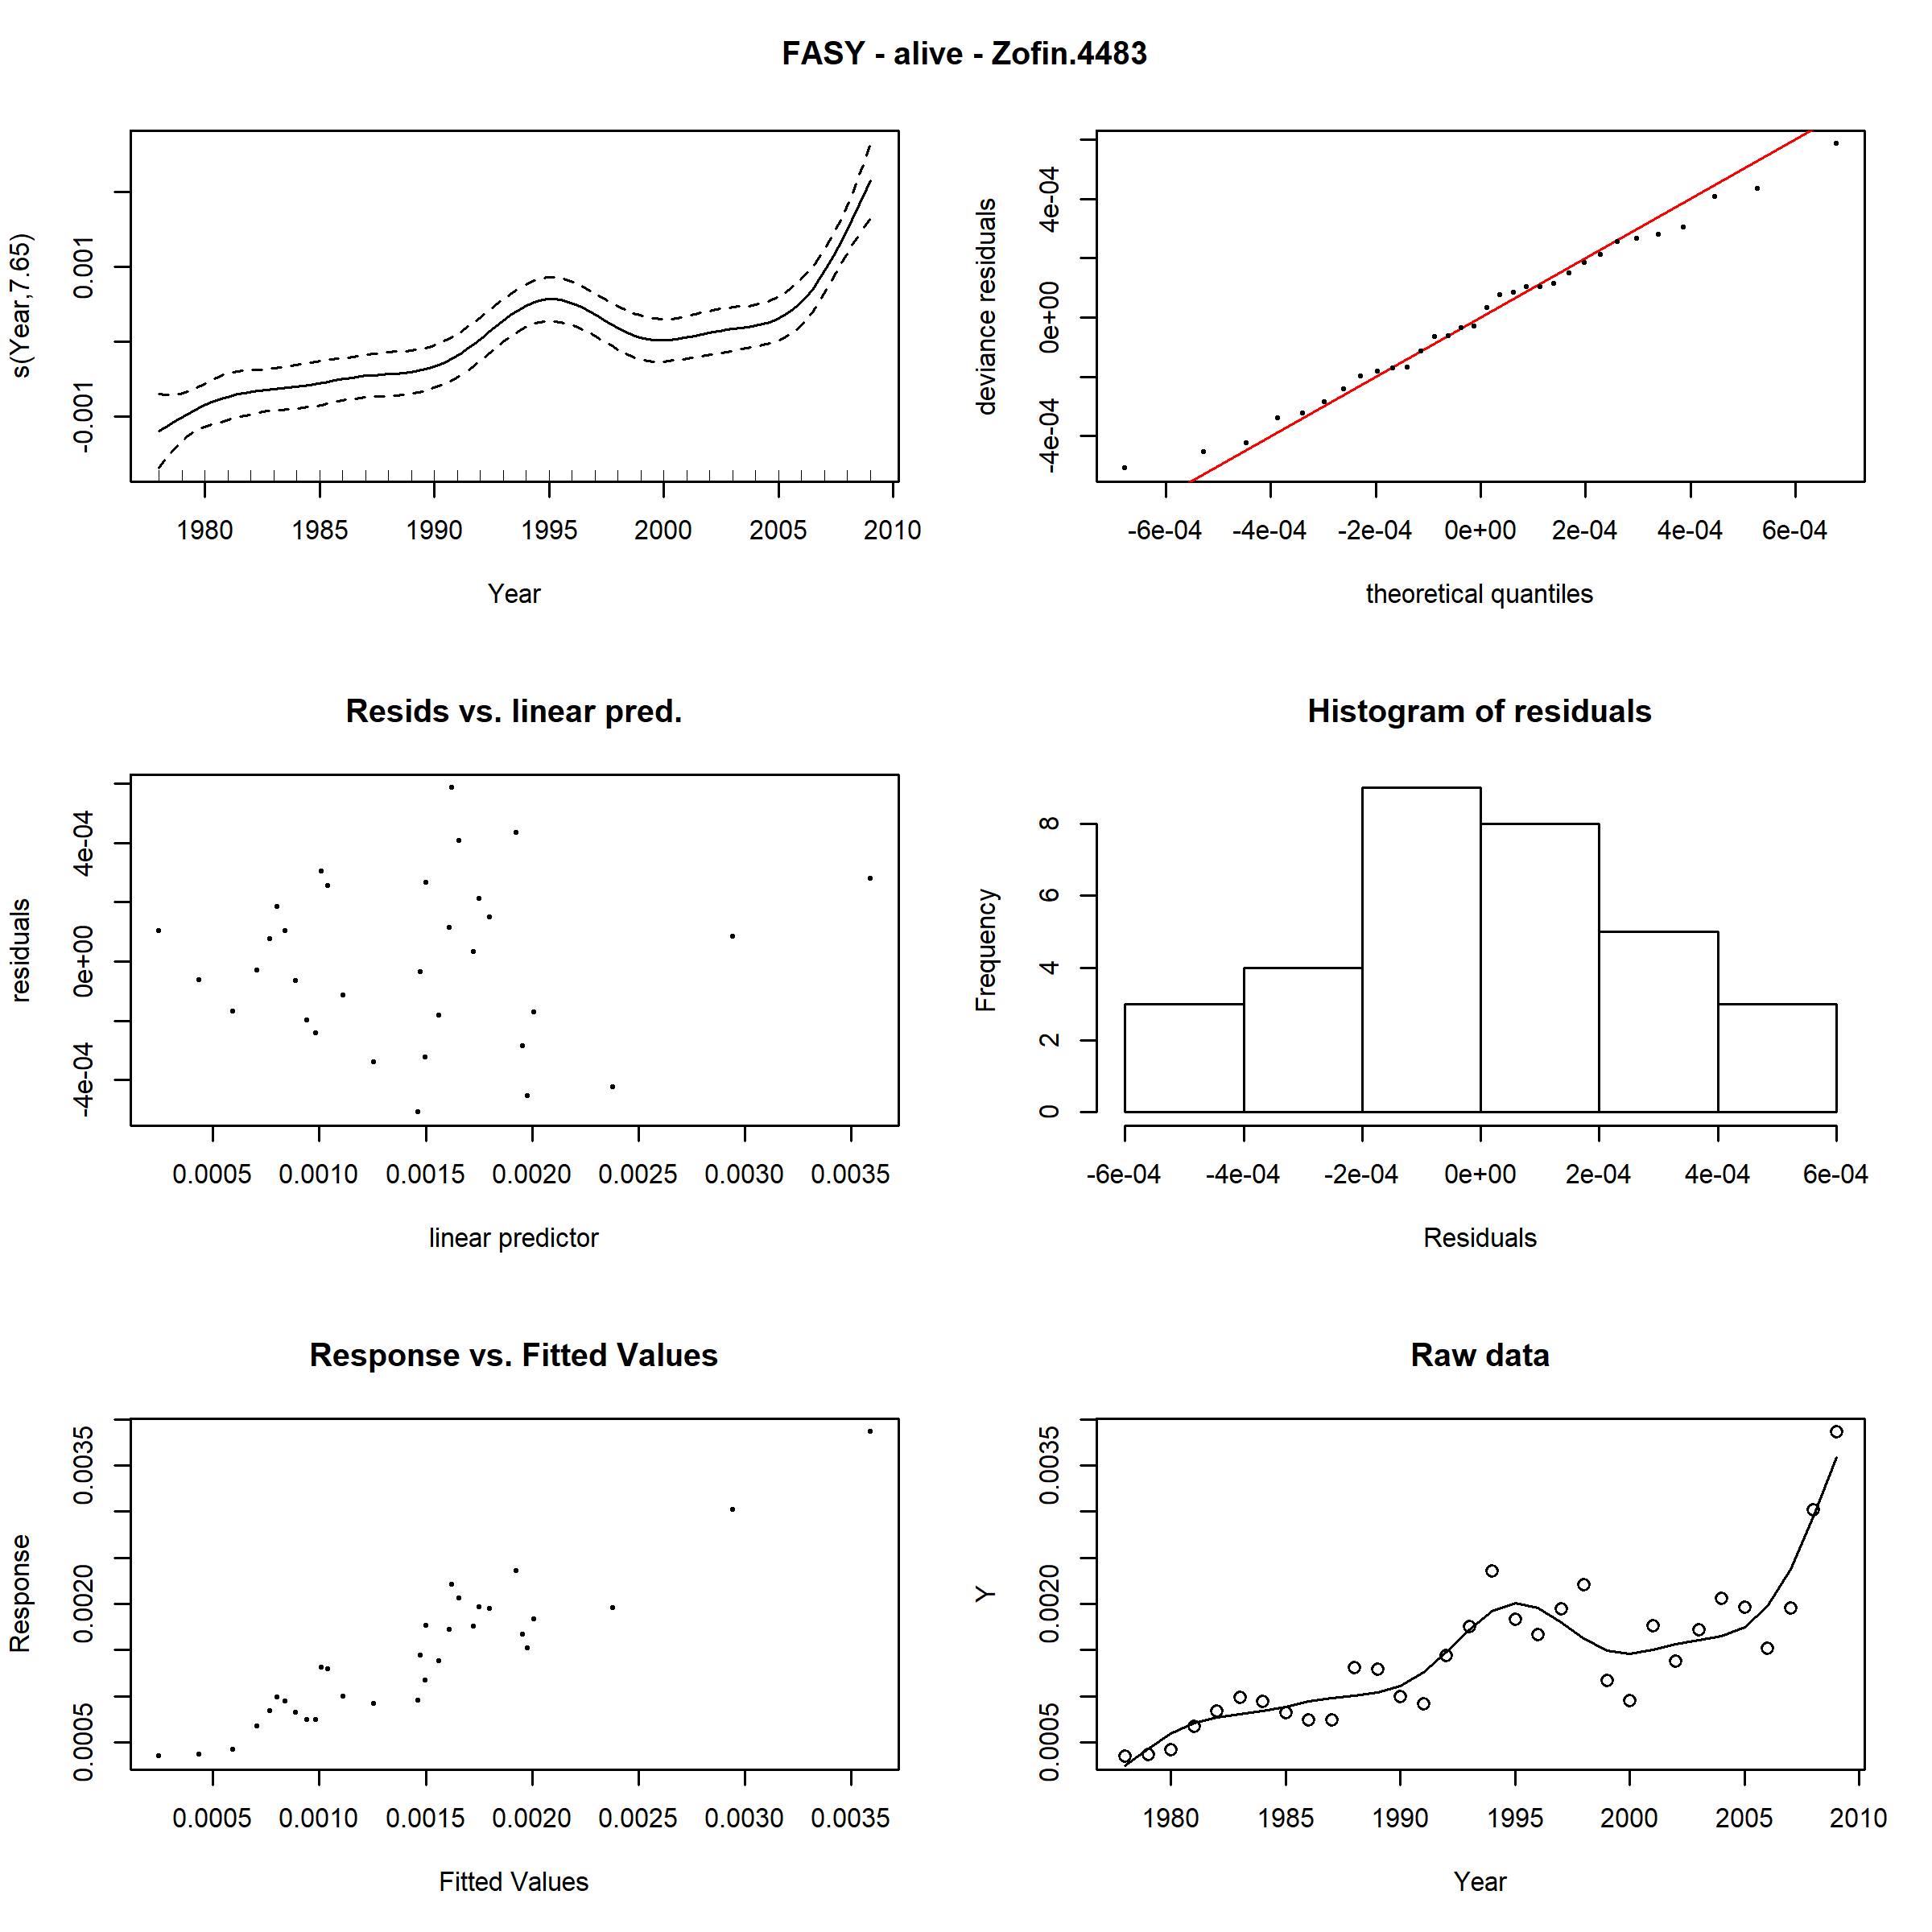 FASY - alive - Zofin.4483
s(Year,7.65)
-0.001 0.001
1980 1985 1990 1995 2000 2005 2010
Year
deviance residuals
-4e-04 0e+00 4e-04
-6e-04 -4e-04 -2e-04 0e+00 2e-04 4e-04 6e-04
theoretical quantiles
Resids vs. linear pred.
residuals
-4e-04 0e+00 4e-04
0.0005 0.0010 0.0015 0.0020 0.0025 0.0030 0.0035
linear predictor
Histogram of residuals
Frequency
0 2 4 6 8
-6e-04 -4e-04 -2e-04 0e+00 2e-04 4e-04 6e-04
Residuals
Response vs. Fitted Values
Response
0.0005 0.0020 0.0035
0.0005 0.0010 0.0015 0.0020 0.0025 0.0030 0.0035
Fitted Values
Raw data
Y
0.0005 0.0020 0.0035
1980 1985 1990 1995 2000 2005 2010
Year